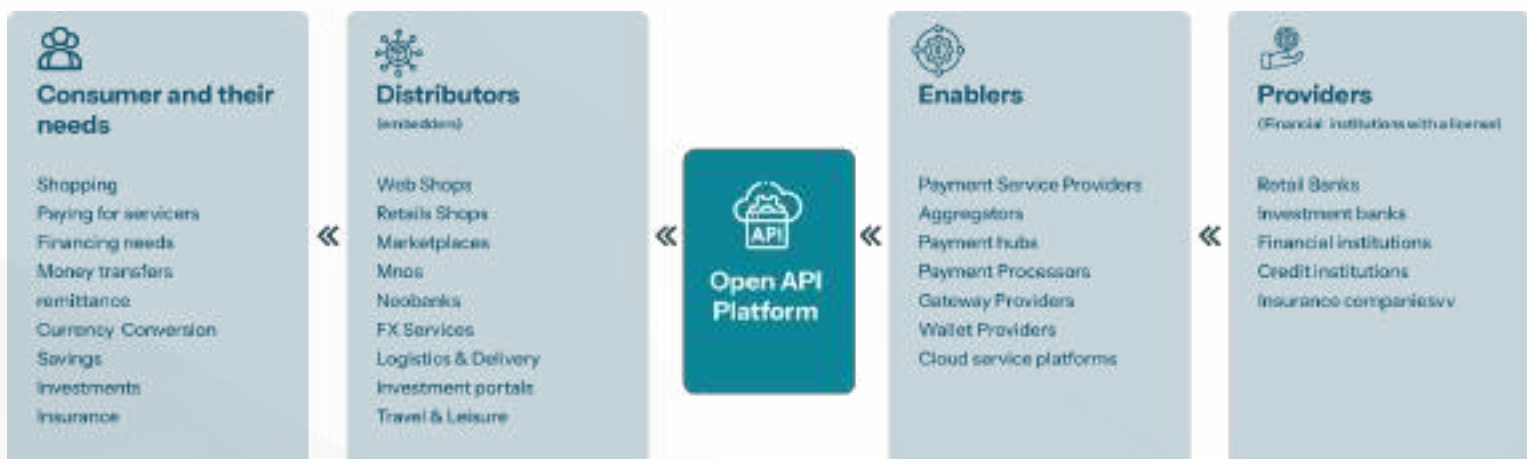 Consumer and their
needs
Shopping
Paying for servicers
Financing needs
Money transfers
remittance
Currency Conversion
Savings
Investments
Insurance
Distributors
(embedders)
Web Shops
Retails Shops
Marketplaces
Mnos
Neobanks
FX Services
Logistics & Delivery
Investment portals
Travel & Leisure
API
Open API
Platform
Enablers
Payment Service Providers
Aggregators
Payment hubs
Payment Processors
Gateway Providers
Wallet Providers
Cloud service platforms
Providers
(Financial institutions with a license)
Retail Banks
Investment banks
Financial institutions
Credit institutions
Insurance companiesvv